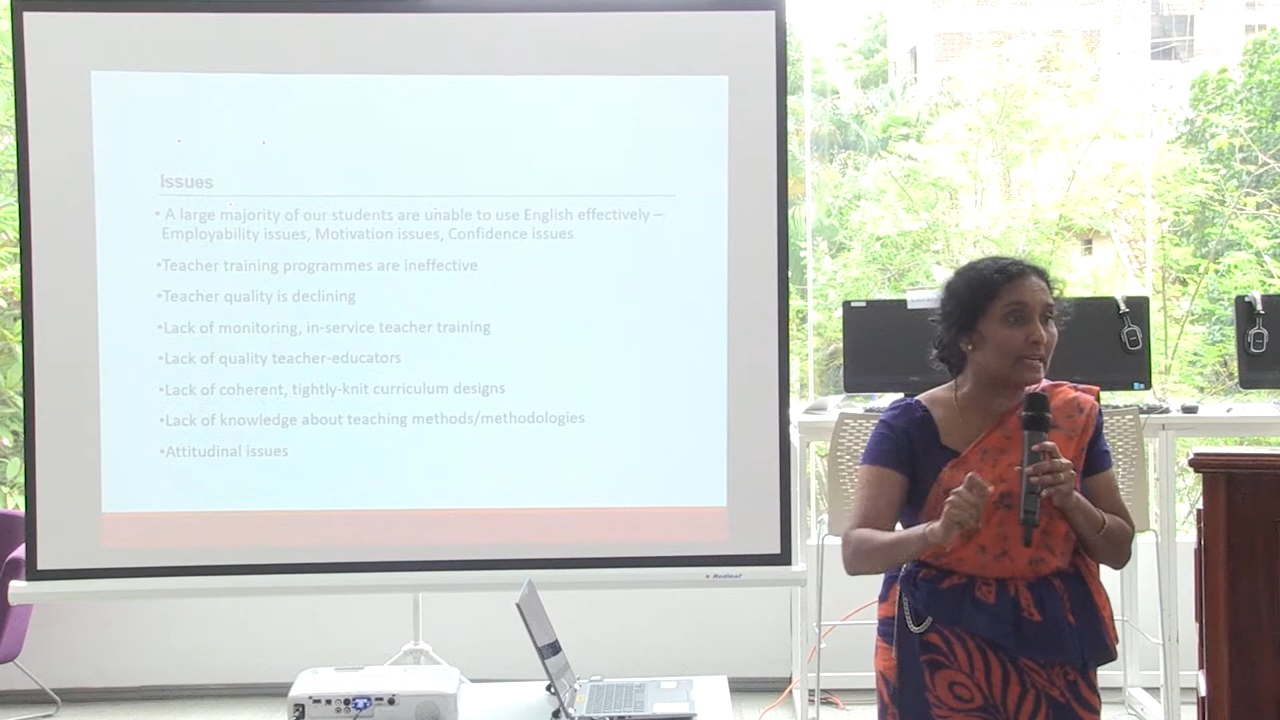 Issues
• A large majority of our students are unable to use English effectively –
Employability issues, Motivation issues, Confidence issues
•Teacher training programmes are ineffective
•Teacher quality is declining
•Lack of monitoring, in-service teacher training
•Lack of quality teacher-educators
•Lack of coherent, tightly-knit curriculum designs
•Lack of knowledge about teaching methods/methodologies
•Attitudinal issues
Redleaf